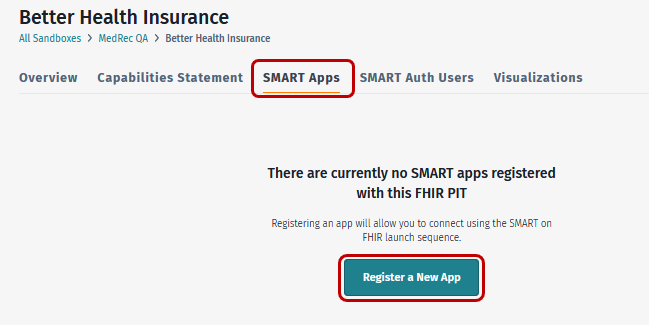 Better Health Insurance
All Sandboxes > MedRec QA > Better Health Insurance
Overview Capabilities Statement SMART Apps SMART Auth Users Visualizations
There are currently no SMART apps registered
with this FHIR PIT
Registering an app will allow you to connect using the SMART on
FHIR launch sequence.
Register a New App